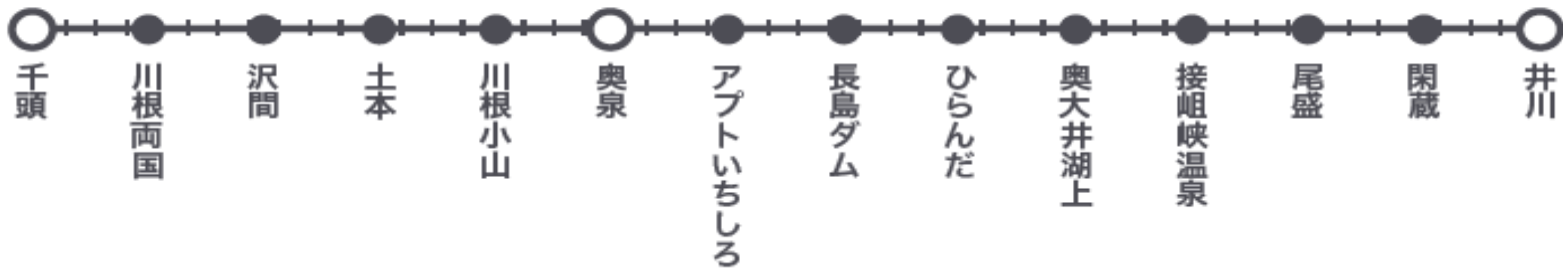 千頭
川根両国
沢間
土本
川根小山
奥泉
アプトいちしろ
長島ダム
ひらんだ
奥大井湖上
接岨峡温泉
尾盛
閑蔵
井川